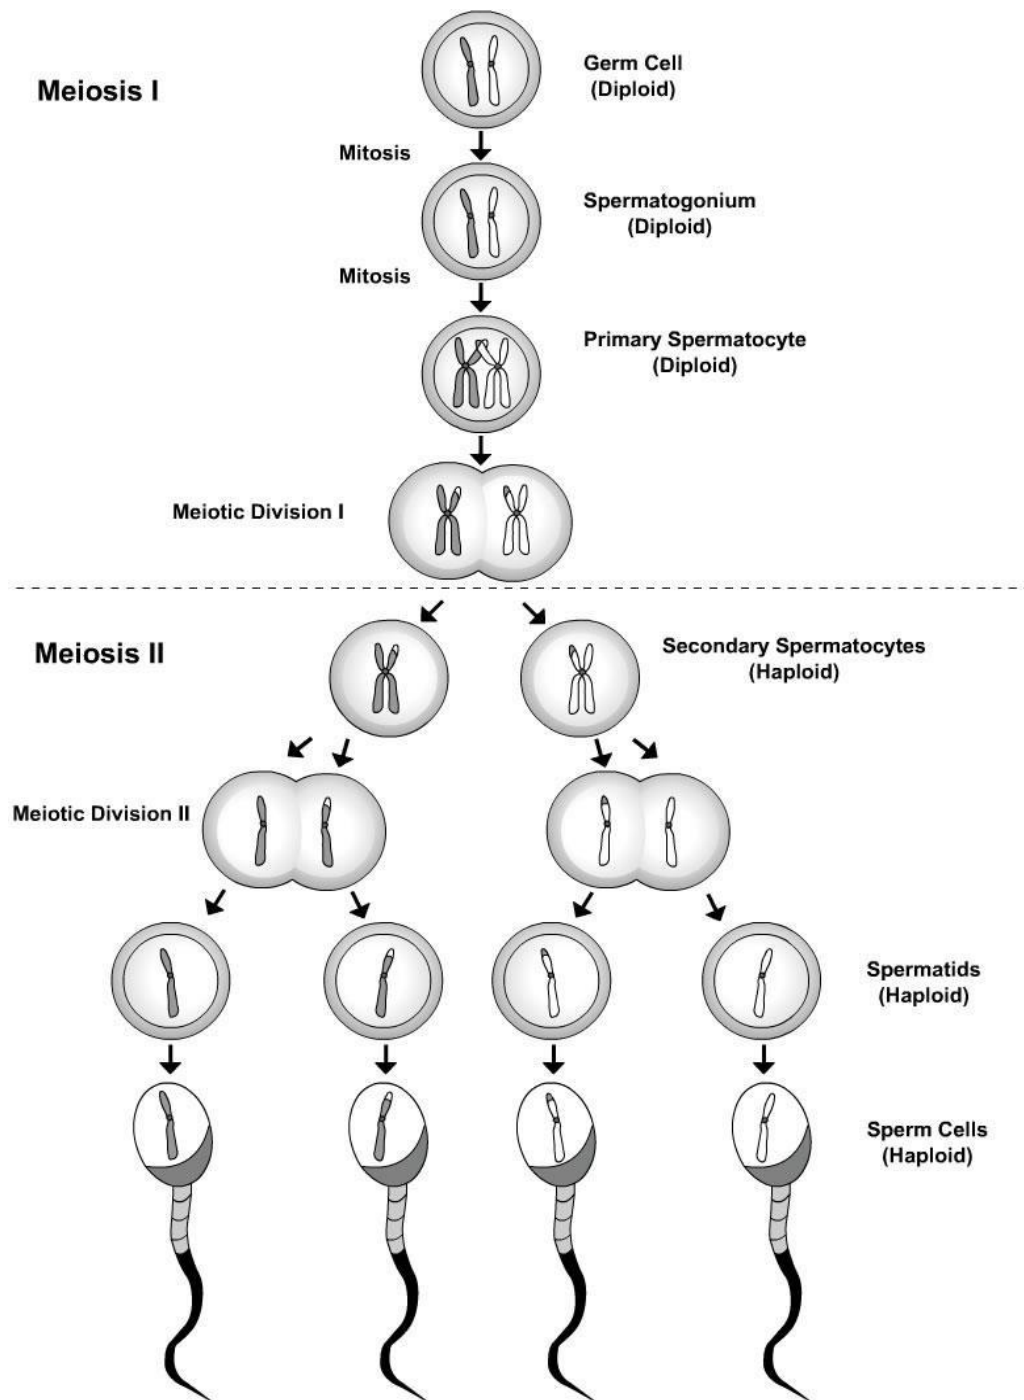 Meiosis I
Germ Cell
(Diploid)
Mitosis
Spermatogonium
(Diploid)
Mitosis
Primary Spermatocyte
(Diploid)
Meiotic Division I
Meiosis II
Secondary Spermatocytes
(Haploid)
Meiotic Division II
Spermatids
(Haploid)
Sperm Cells
(Haploid)